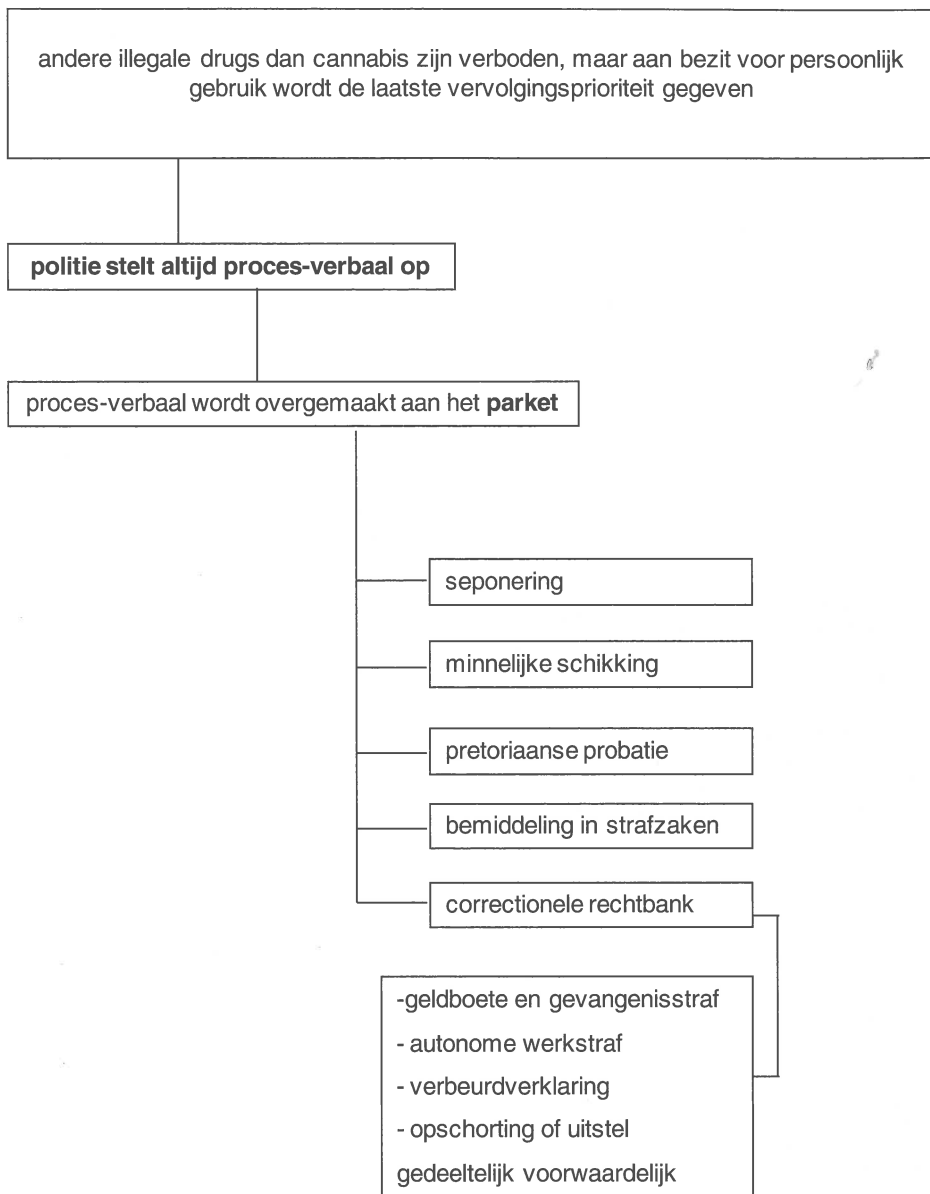 andere illegale drugs dan cannabis zijn verboden, maar aan bezit voor persoonlijk
gebruik wordt de laatste vervolgingsprioriteit gegeven
politie stelt altijd proces-verbaal op
proces-verbaal wordt overgemaakt aan het parket
seponering
minnelijke schikking
pretoriaanse probatie
bemiddeling in strafzaken
correctionele rechtbank
-geldboete en gevangenisstraf
- autonome werkstraf
- verbeurdverklaring
- opschorting of uitstel
gedeeltelijk voorwaardelijk